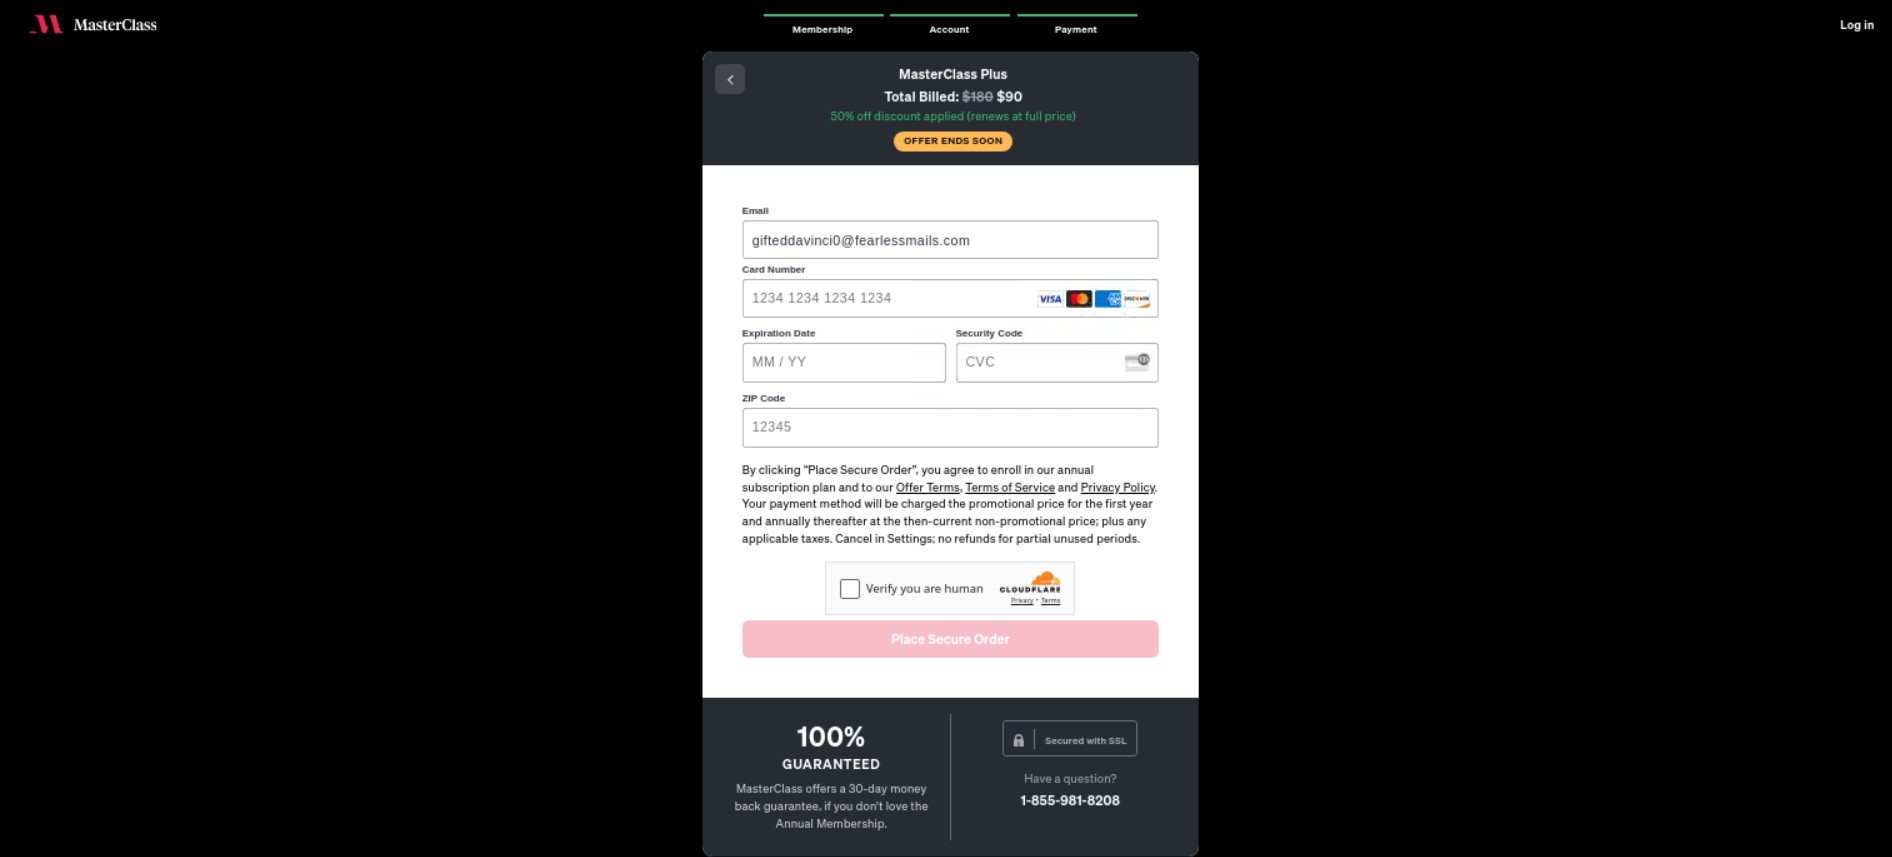 MasterClass
Membership
Account
Payment
Log in
MasterClass Plus
Total Billed: $180 $90
50% off discount applied (renews at full price)
OFFER ENDS SOON
Email
gifteddavinci0@fearlessmails.com
Card Number
1234 1234 1234 1234
VISA
DISCOVER
Expiration Date
Security Code
MM / YY
CVC
ZIP Code
12345
By clicking “Place Secure Order”, you agree to enroll in our annual
subscription plan and to our Offer Terms, Terms of Service and Privacy Policy.
Your payment method will be charged the promotional price for the first year
and annually thereafter at the then-current non-promotional price; plus any
applicable taxes. Cancel in Settings; no refunds for partial unused periods.
Verify you are human
CLOUDFLARE
Privacy • Terms
Place Secure Order
100%
GUARANTEED
MasterClass offers a 30-day money
back guarantee, if you don't love the
Annual Membership.
Secured with SSL
Have a question?
1-855-981-8208